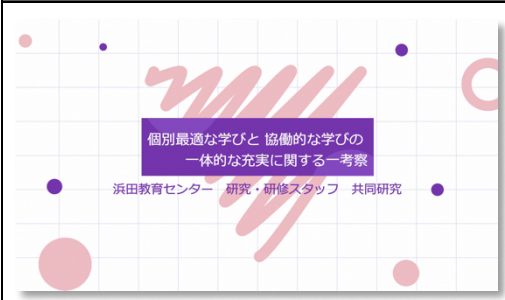 個別最適な学びと 協働的な学びの
一体的な充実に関する一考察
浜田教育センター　研究・研修スタッフ　共同研究